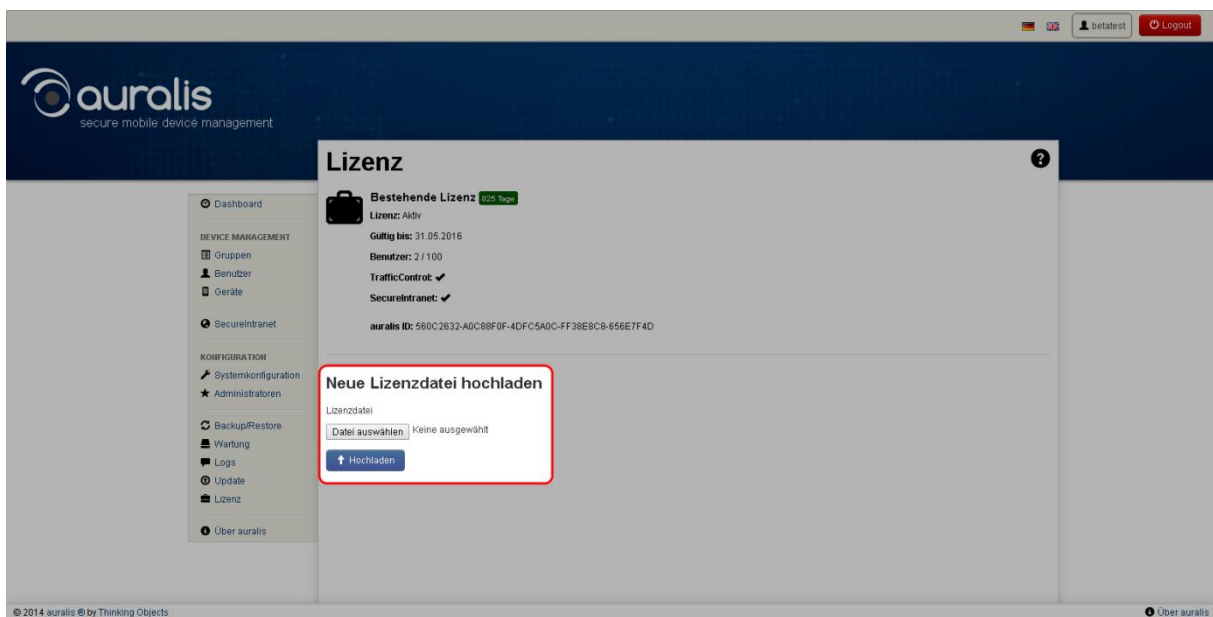 betatest
Logout
auralis
secure mobile device management
Lizenz
Dashboard
DEVICE MANAGEMENT
Gruppen
Benutzer
Geräte
SecureIntranet
KONFIGURATION
Systemkonfiguration
Administratoren
Backup/Restore
Wartung
Logs
Update
Lizenz
Über auralis
Bestehende Lizenz 825 Tage
Lizenz: Aktiv
Gültig bis: 31.05.2016
Benutzer: 2 / 100
TrafficControl: ✔
SecureIntranet: ✔
auralis ID: 560C2632-A0C88F0F-4DFC5A0C-FF38E8C8-656E7F4D
Neue Lizenzdatei hochladen
Lizenzdatei
Datei auswählen Keine ausgewählt
Hochladen
© 2014 auralis ® by Thinking Objects
Über auralis